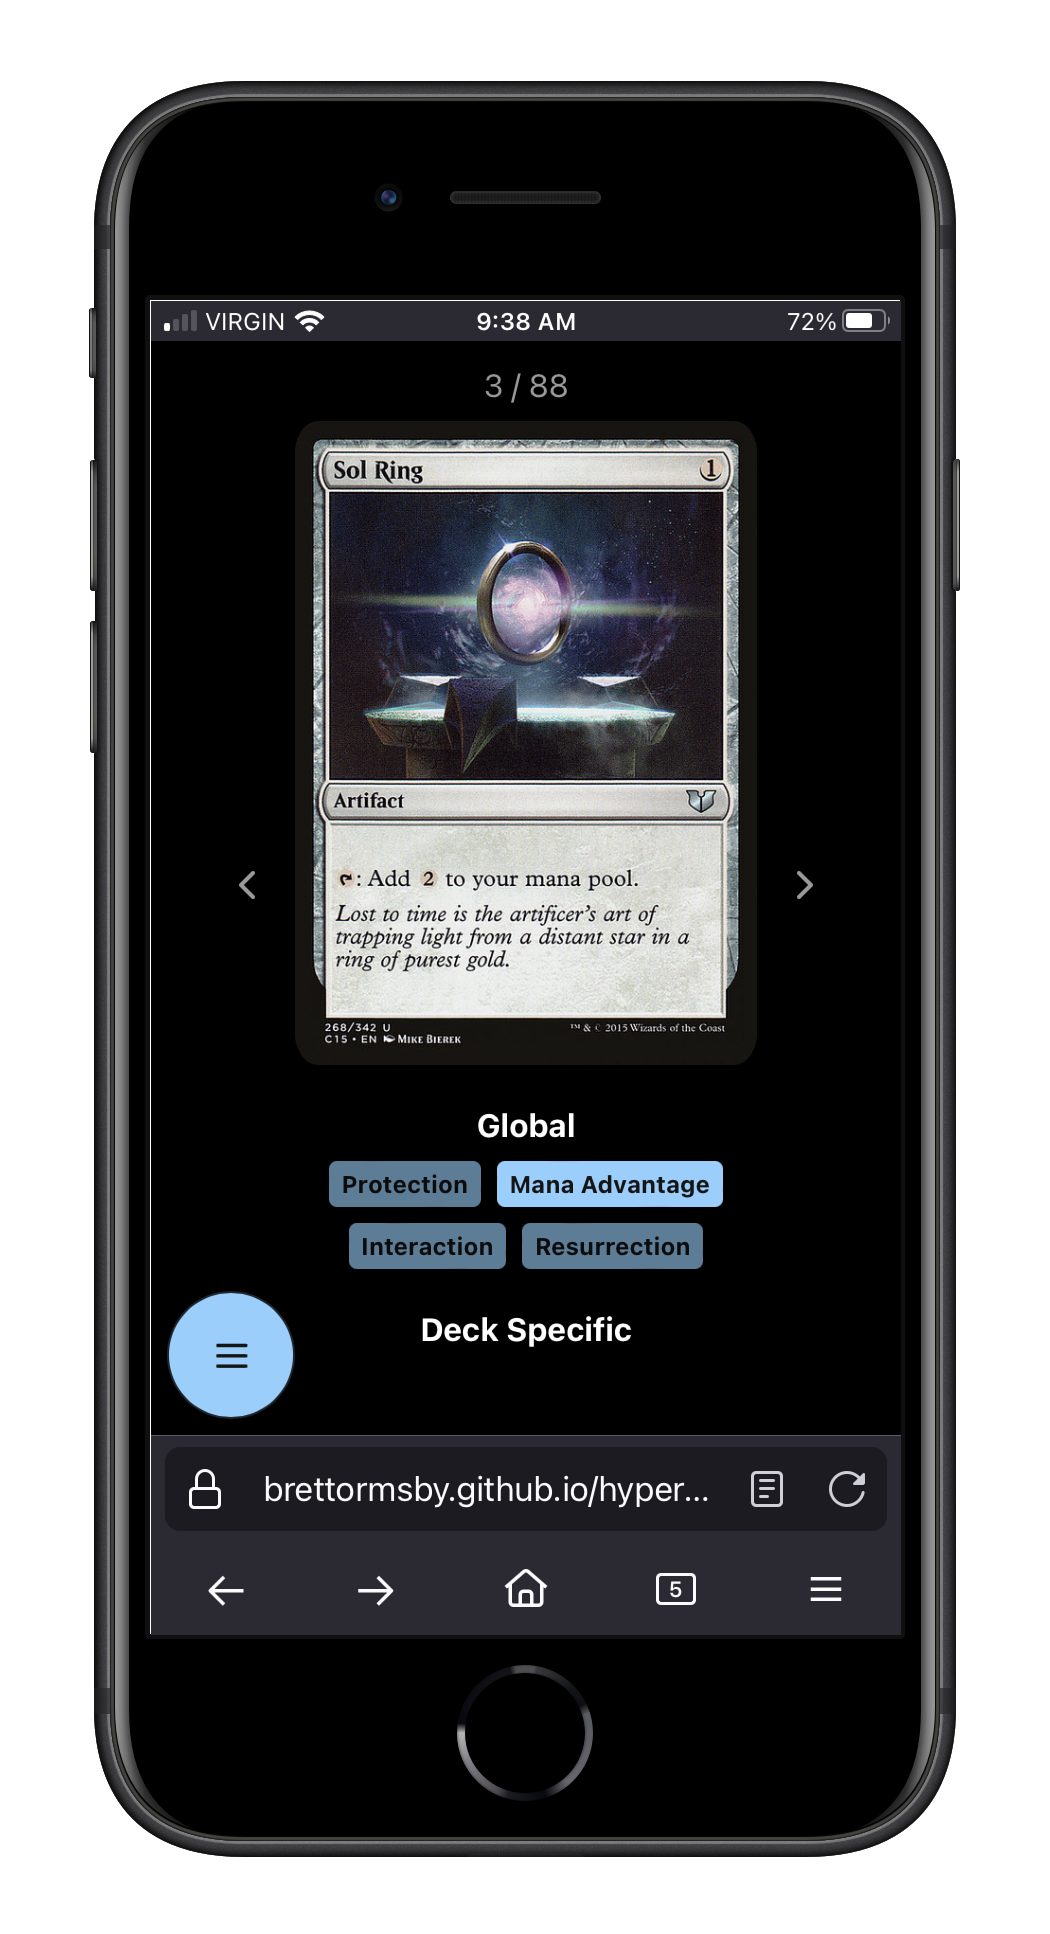 VIRGIN 9:38 AM 72%
3 / 88
Sol Ring 1
Artifact
: Add 2 to your mana pool.
Lost to time is the artificer's art of
trapping light from a distant star in a
ring of purest gold.
268/342 U ™ & © 2015 Wizards of the Coast
C15 • EN MIKE BIEREK
Global
Protection Mana Advantage
Interaction Resurrection
Deck Specific
brettormsby.github.io/hyper...
5